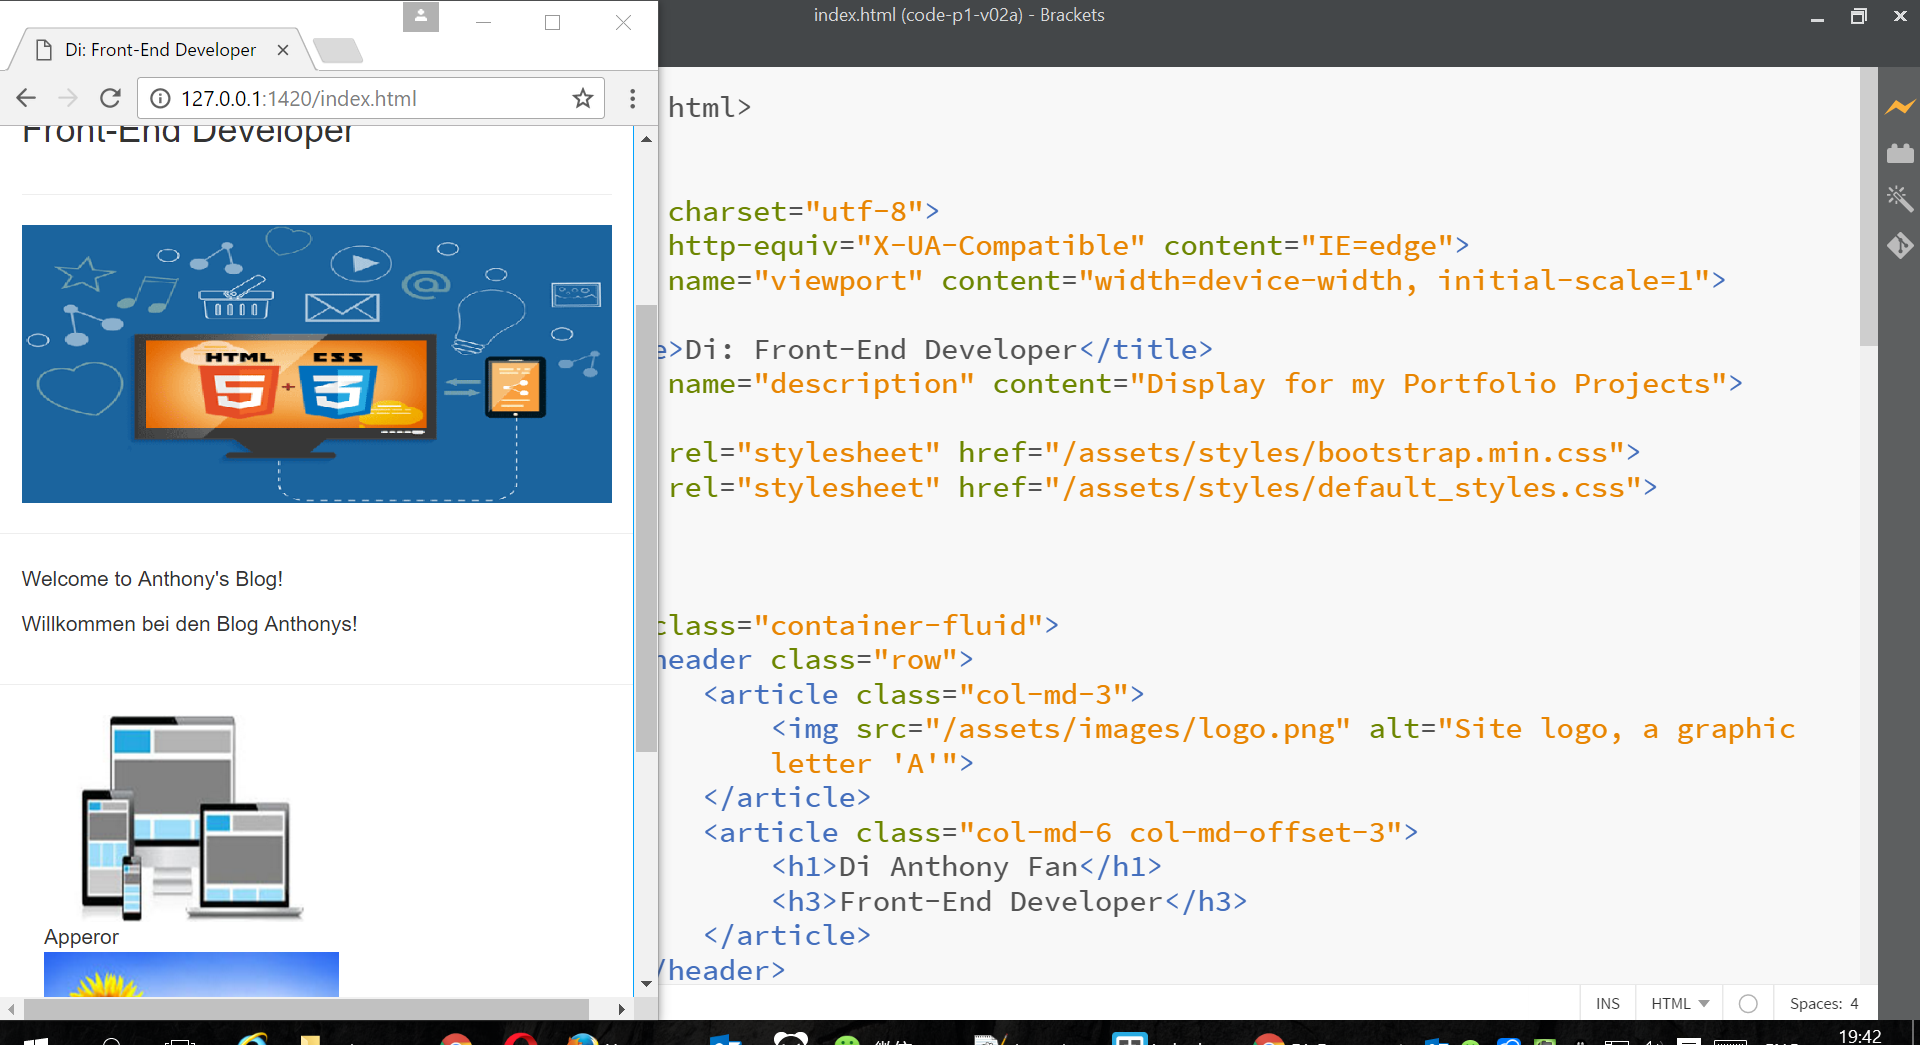 index.html (code-p1-v02a) - Brackets
Di: Front-End Developer
127.0.0.1:1420/index.html
Front-End Developer
HTML CSS
5 + 3
Welcome to Anthony's Blog!
Willkommen bei den Blog Anthonys!
Apperor
html>
charset="utf-8">
http-equiv="X-UA-Compatible" content="IE=edge">
name="viewport" content="width=device-width, initial-scale=1">
e>Di: Front-End Developer</title>
name="description" content="Display for my Portfolio Projects">
rel="stylesheet" href="/assets/styles/bootstrap.min.css">
rel="stylesheet" href="/assets/styles/default_styles.css">
class="container-fluid">
header class="row">
<article class="col-md-3">
<img src="/assets/images/logo.png" alt="Site logo, a graphic
letter 'A'">
</article>
<article class="col-md-6 col-md-offset-3">
<h1>Di Anthony Fan</h1>
<h3>Front-End Developer</h3>
</article>
/header>
INS HTML Spaces: 4
19:42